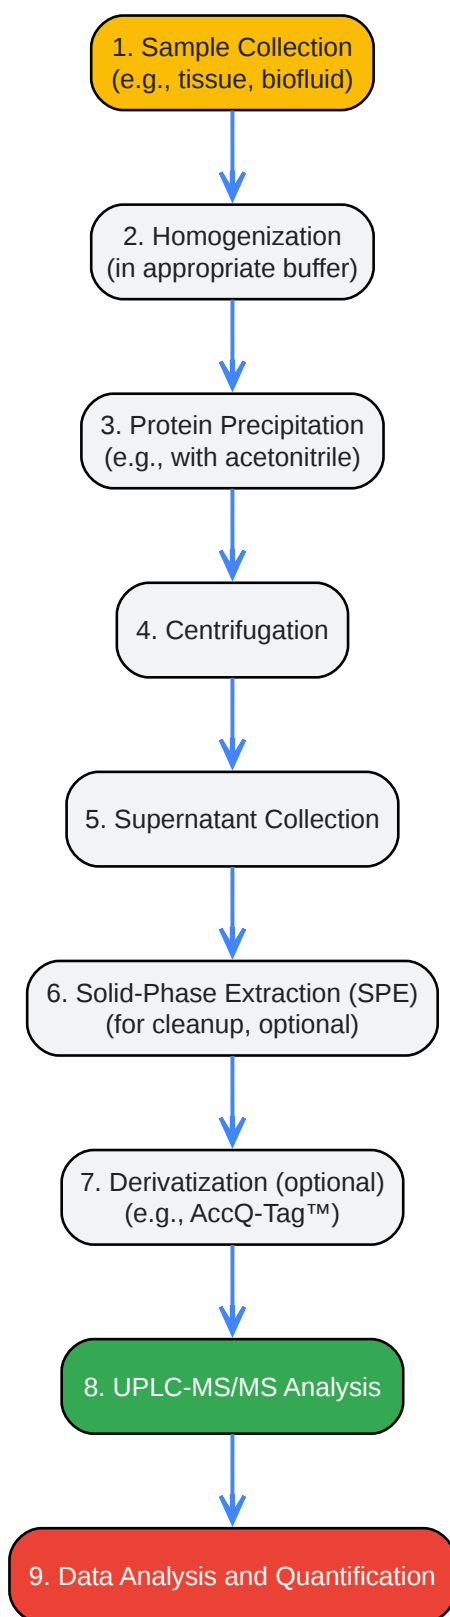 1. Sample Collection
(e.g., tissue, biofluid)
2. Homogenization
(in appropriate buffer)
3. Protein Precipitation
(e.g., with acetonitrile)
4. Centrifugation
5. Supernatant Collection
6. Solid-Phase Extraction (SPE)
(for cleanup, optional)
7. Derivatization (optional)
(e.g., AccQ-Tag™)
8. UPLC-MS/MS Analysis
9. Data Analysis and Quantification